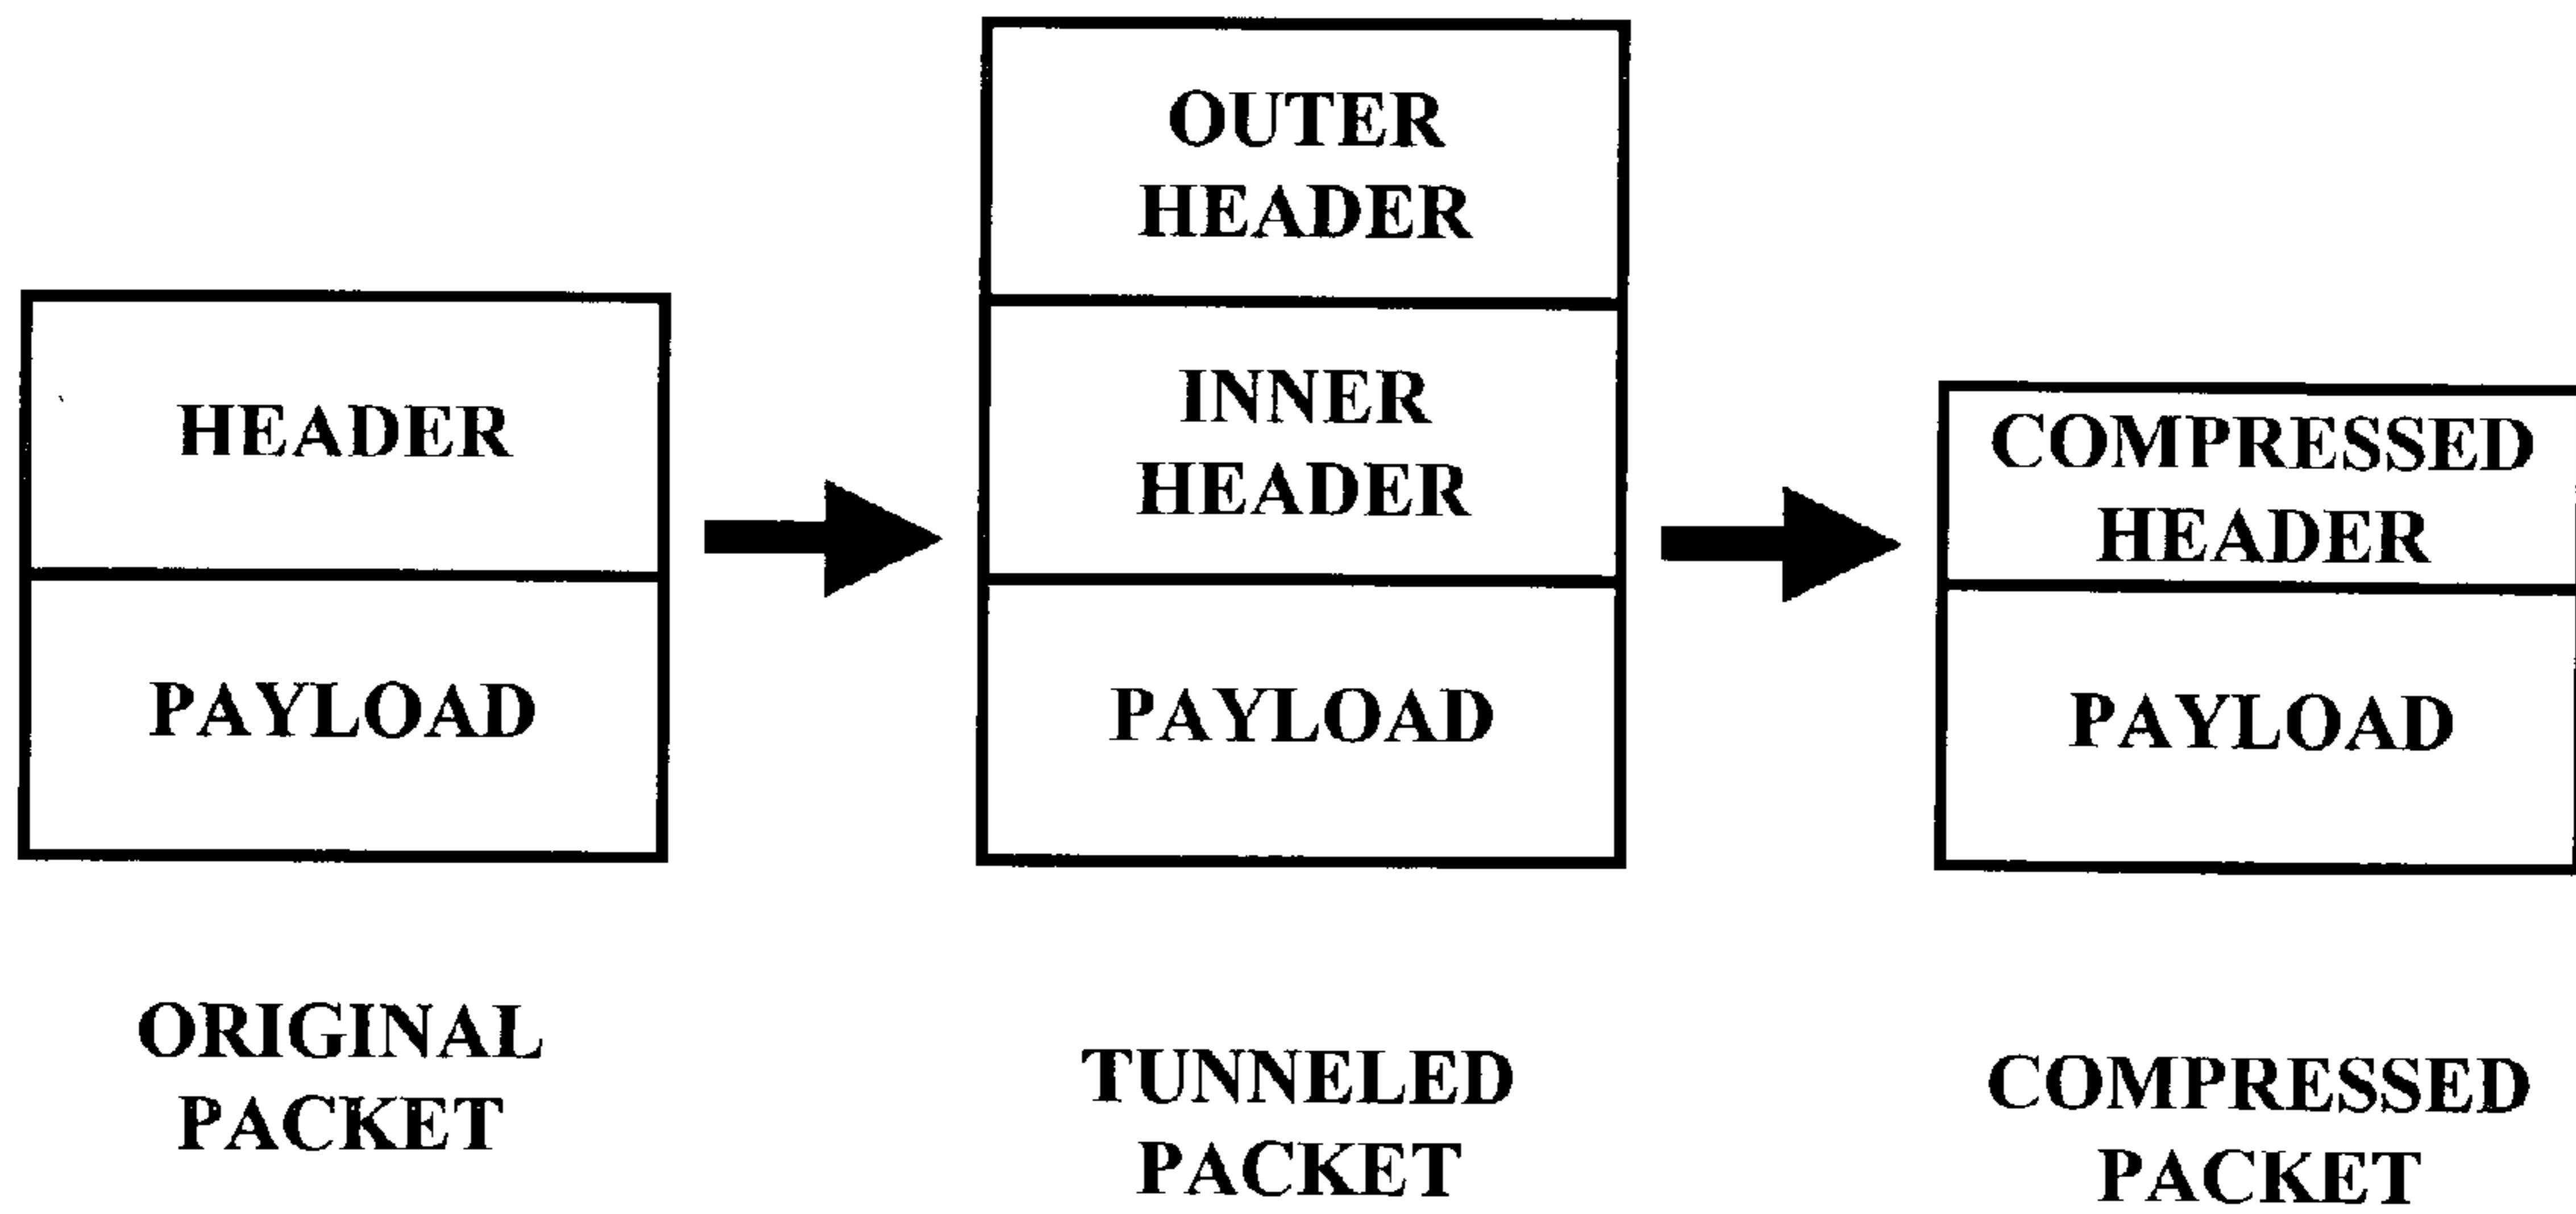 HEADER
PAYLOAD
ORIGINAL
PACKET
OUTER
HEADER
INNER
HEADER
PAYLOAD
TUNNELED
PACKET
COMPRESSED
HEADER
PAYLOAD
COMPRESSED
PACKET